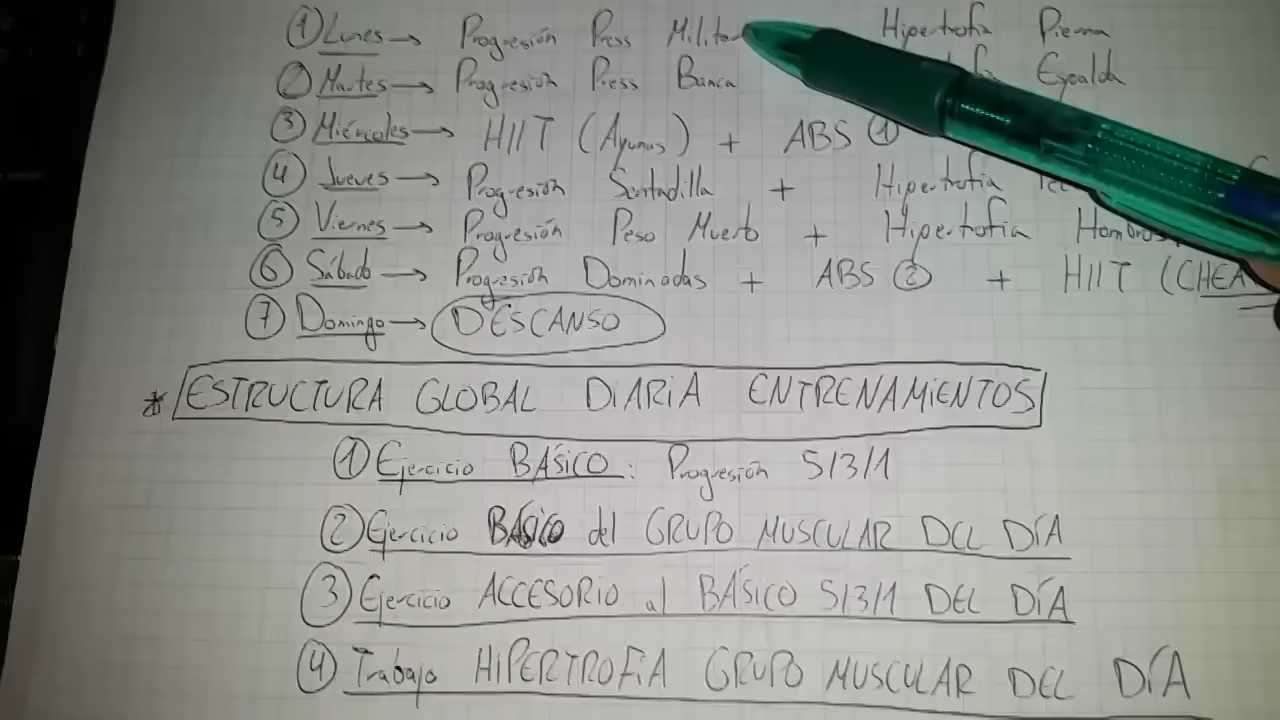 ① Lunes → Progresión Press Hipertrofia Pierna
② Martes → Progresión Press Banca Espalda
③ Miércoles → HIIT (Ayunas) + ABS ①
④ Jueves → Progresión Sentadilla + Hipertrofia
⑤ Viernes → Progresión Peso Muerto + Hipertrofia Hombros
⑥ Sábado → Progresión Dominadas + ABS ② + HIIT (CHEA
⑦ Domingo → DESCANSO
* ESTRUCTURA GLOBAL DIARIA ENTRENAMIENTOS
① Ejercicio BÁSICO: Progresión 5/3/1
② Ejercicio BÁSICO del GRUPO MUSCULAR DEL DÍA
③ Ejercicio ACCESORIO al BÁSICO 5/3/1 DEL DÍA
④ Trabajo HIPERTROFIA GRUPO MUSCULAR DEL DÍA